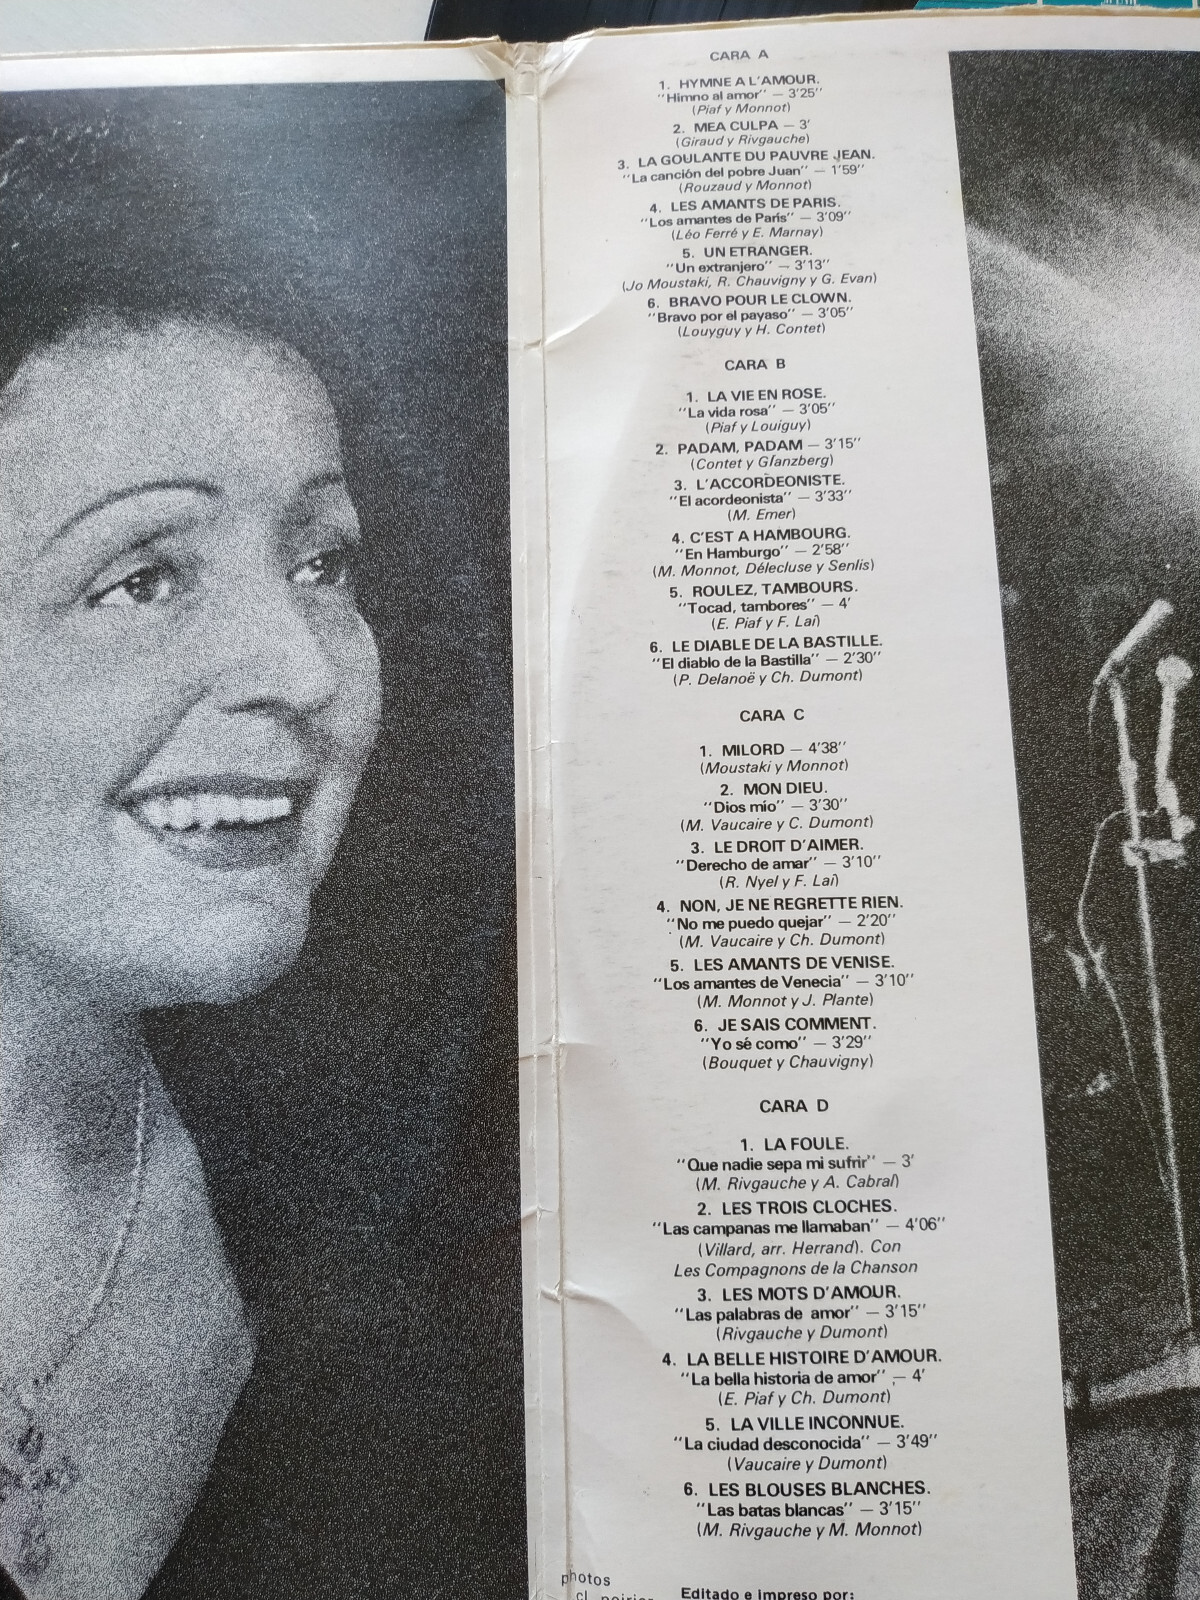 CARA A
1. HYMNE A L'AMOUR.
"Himno al amor" — 3'25"
(Piaf y Monnot)
2. MEA CULPA — 3'
(Giraud y Rivgauche)
3. LA GOULANTE DU PAUVRE JEAN.
"La canción del pobre Juan" — 1'59"
(Rouzaud y Monnot)
4. LES AMANTS DE PARIS.
"Los amantes de París" — 3'09"
(Léo Ferré y E. Marnay)
5. UN ETRANGER.
"Un extranjero" — 3'13"
(Jo Moustaki, R. Chauvigny y G. Evan)
6. BRAVO POUR LE CLOWN.
"Bravo por el payaso" — 3'05"
(Louyguy y H. Contet)
CARA B
1. LA VIE EN ROSE.
"La vida rosa" — 3'05"
(Piaf y Louiguy)
2. PADAM, PADAM — 3'15"
(Contet y Glanzberg)
3. L'ACCORDEONISTE.
"El acordeonista" — 3'33"
(M. Emer)
4. C'EST A HAMBOURG.
"En Hamburgo" — 2'58"
(M. Monnot, Délecluse y Senlis)
5. ROULEZ, TAMBOURS.
"Tocad, tambores" — 4'
(E. Piaf y F. Laí)
6. LE DIABLE DE LA BASTILLE.
"El diablo de la Bastilla" — 2'30"
(P. Delanoë y Ch. Dumont)
CARA C
1. MILORD — 4'38"
(Moustaki y Monnot)
2. MON DIEU.
"Dios mío" — 3'30"
(M. Vaucaire y C. Dumont)
3. LE DROIT D'AIMER.
"Derecho de amar" — 3'10"
(R. Nyel y F. Laí)
4. NON, JE NE REGRETTE RIEN.
"No me puedo quejar" — 2'20"
(M. Vaucaire y Ch. Dumont)
5. LES AMANTS DE VENISE.
"Los amantes de Venecia" — 3'10"
(M. Monnot y J. Plante)
6. JE SAIS COMMENT.
"Yo sé como" — 3'29"
(Bouquet y Chauvigny)
CARA D
1. LA FOULE.
"Que nadie sepa mi sufrir" — 3'
(M. Rivgauche y A. Cabral)
2. LES TROIS CLOCHES.
"Las campanas me llamaban" — 4'06"
(Villard, arr. Herrand). Con
Les Compagnons de la Chanson
3. LES MOTS D'AMOUR.
"Las palabras de amor" — 3'15"
(Rivgauche y Dumont)
4. LA BELLE HISTOIRE D'AMOUR.
"La bella historia de amor" — 4'
(E. Piaf y Ch. Dumont)
5. LA VILLE INCONNUE.
"La ciudad desconocida" — 3'49"
(Vaucaire y Dumont)
6. LES BLOUSES BLANCHES.
"Las batas blancas" — 3'15"
(M. Rivgauche y M. Monnot)
photos
cl. poirier
Editado e Impreso por: